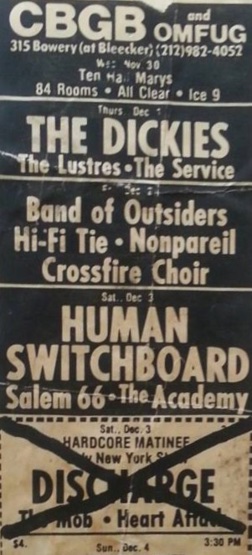 CBGB and
OMFUG
315 Bowery (at Bleecker) (212)982-4052
Nov 30
Ten Marys
84 Rooms • All Clear • Ice 9
Thurs Dec 1
THE DICKIES
The Lustres • The Service
Band of Outsiders
Hi-Fi Tie • Nonpareil
Crossfire Choir
Sat., Dec 3
HUMAN
SWITCHBOARD
Salem 66 • The Academy
Sat., Dec. 3
HARDCORE MATINEE
New York
DISCHARGE
The Mob • Heart Attack
$4. 3:30 PM
Sun., Dec. 4